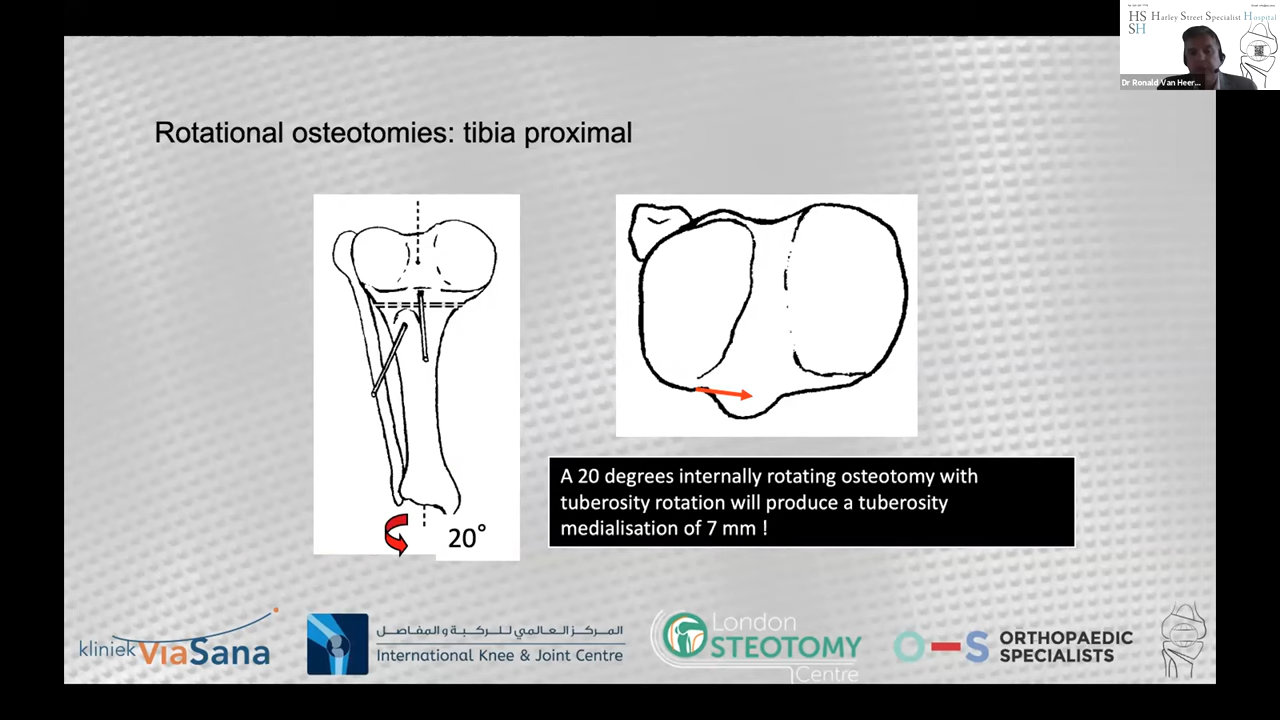 HS Harley Street Specialist Hospital
SH
Dr Ronald Van Heer...
Rotational osteotomies: tibia proximal
20°
A 20 degrees internally rotating osteotomy with
tuberosity rotation will produce a tuberosity
medialisation of 7 mm !
kliniek ViaSana
المركز العالمي للركبة والمفاصل
International Knee & Joint Centre
London
OSTEOTOMY
Centre
O-S ORTHOPAEDIC
SPECIALISTS